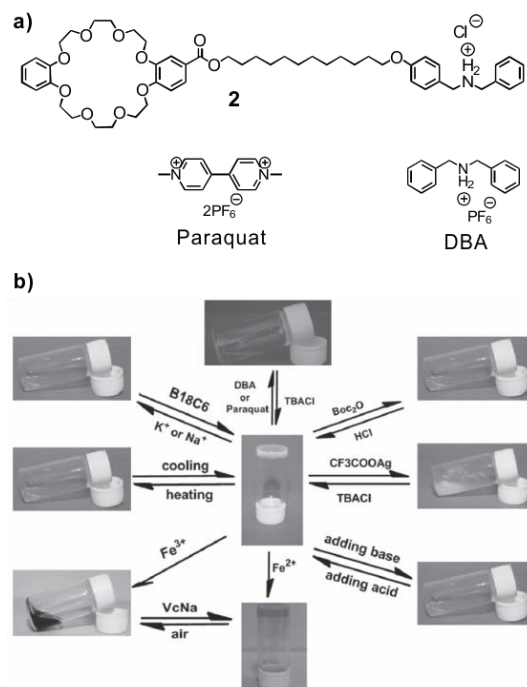 a)
Cl⊖
O O
O O O O ⊕
H2
N
O O O
O O
2
N⊕ ⊕N
2PF6⊖
Paraquat
N
H2
⊕ ⊖
PF6
DBA
b)
B18C6
K+ or Na+
DBA
or
Paraquat
TBACl
Boc2O
HCl
cooling
heating
CF3COOAg
TBACl
Fe3+
Fe2+
adding base
adding acid
VcNa
air